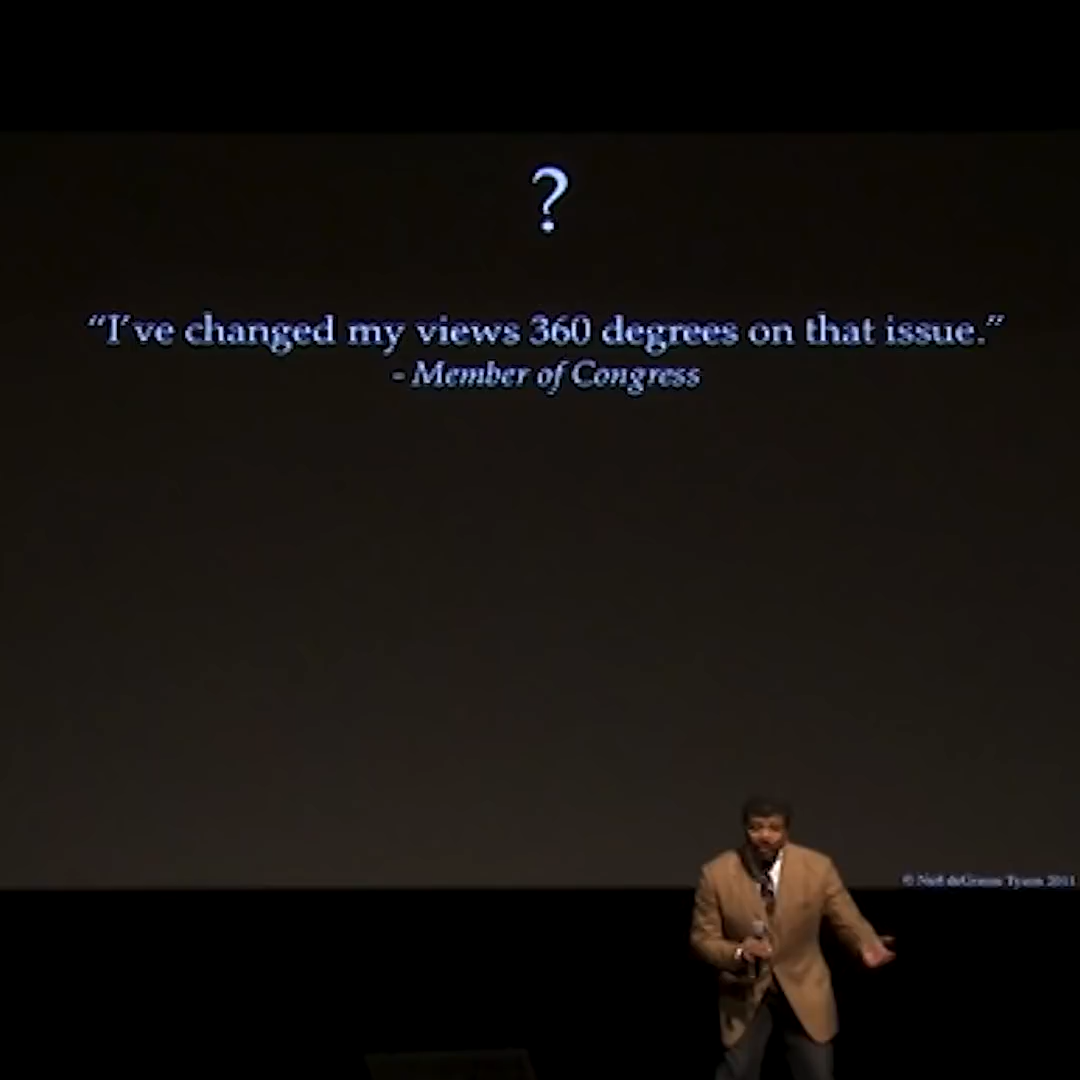 ?
“I've changed my views 360 degrees on that issue.”
- Member of Congress
© Neil deGrasse Tyson 2011